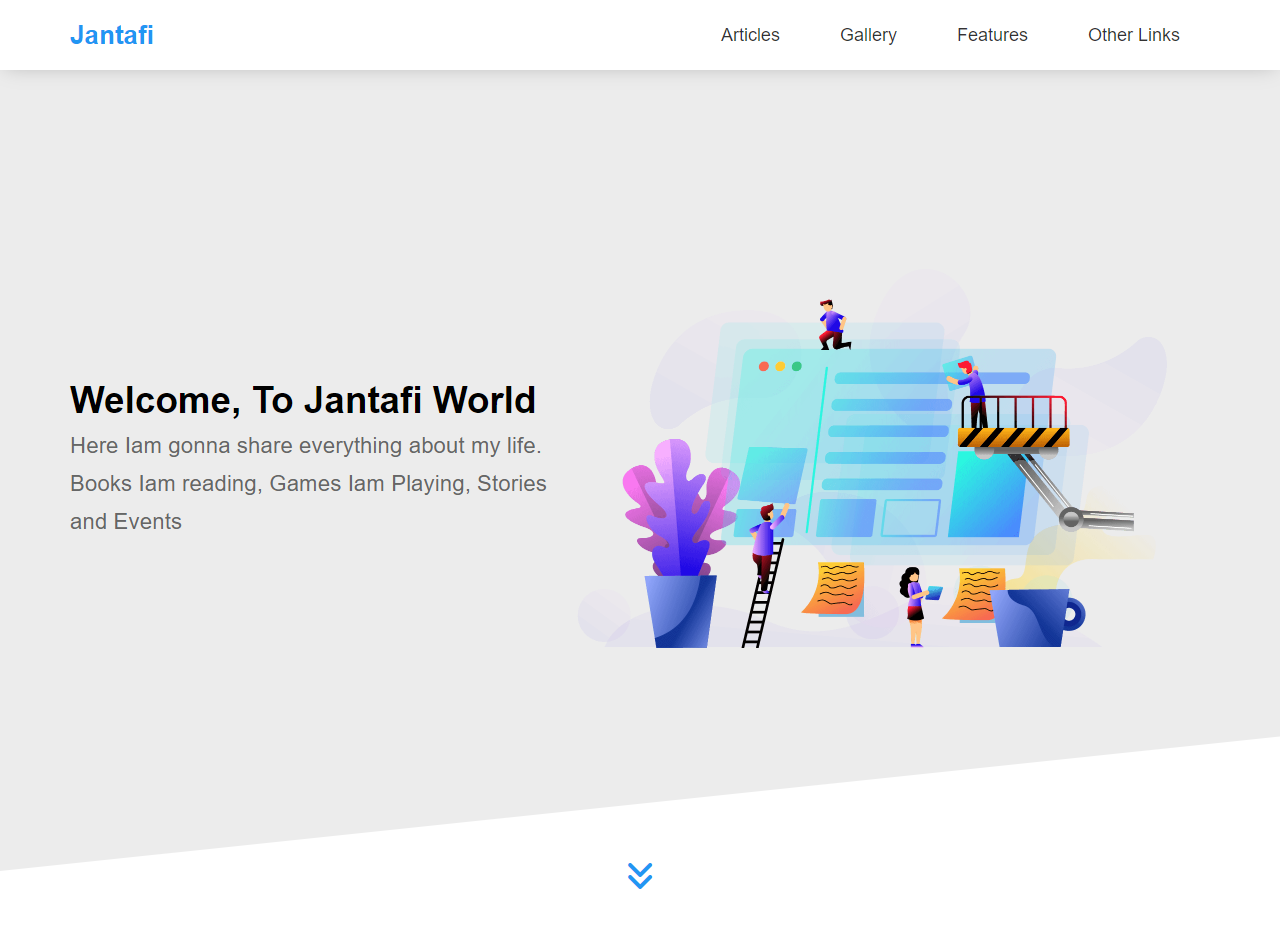 Jantafi
Articles Gallery Features Other Links
Welcome, To Jantafi World
Here Iam gonna share everything about my life.
Books Iam reading, Games Iam Playing, Stories
and Events